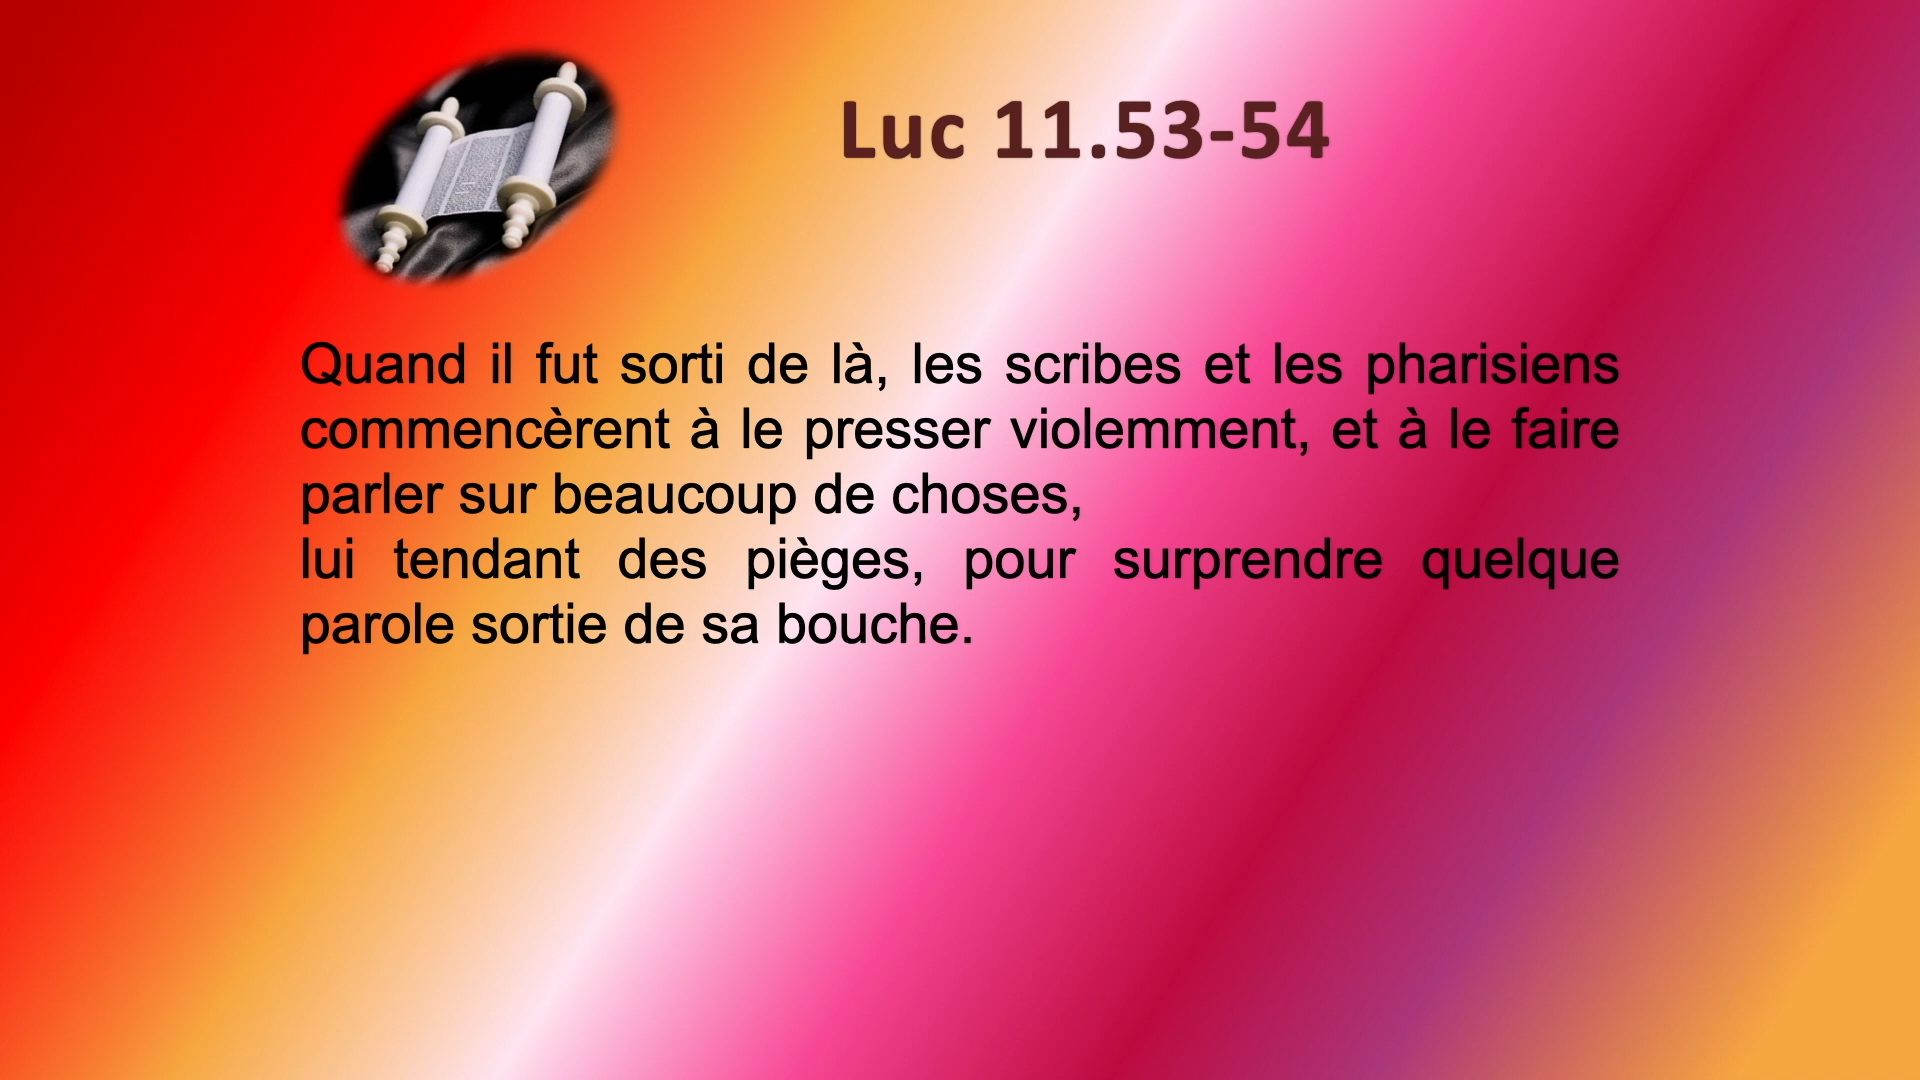 Luc 11.53-54
Quand il fut sorti de là, les scribes et les pharisiens
commencèrent à le presser violemment, et à le faire
parler sur beaucoup de choses,
lui tendant des pièges, pour surprendre quelque
parole sortie de sa bouche.